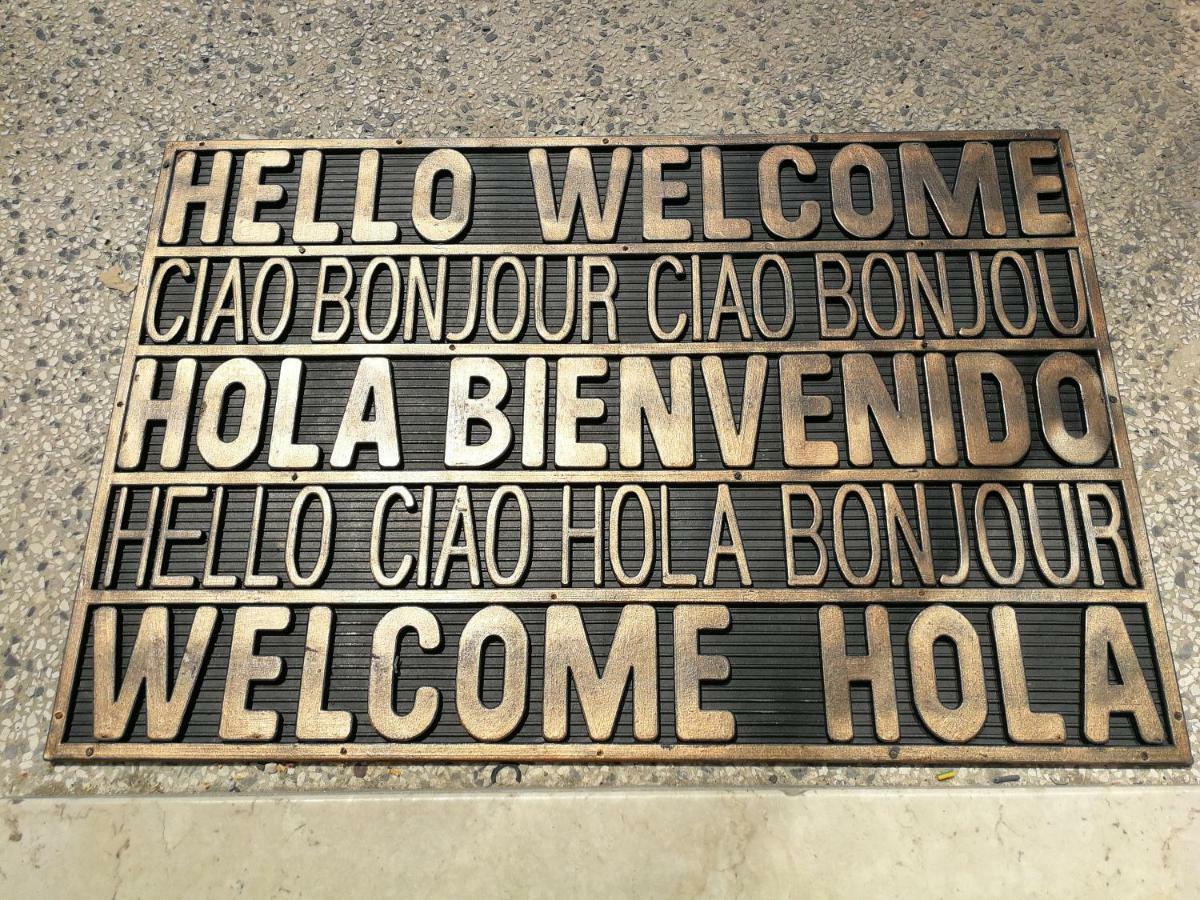 HELLO WELCOME
CIAO BONJOUR CIAO BONJOU
HOLA BIENVENIDO
HELLO CIAO HOLA BONJOUR
WELCOME HOLA